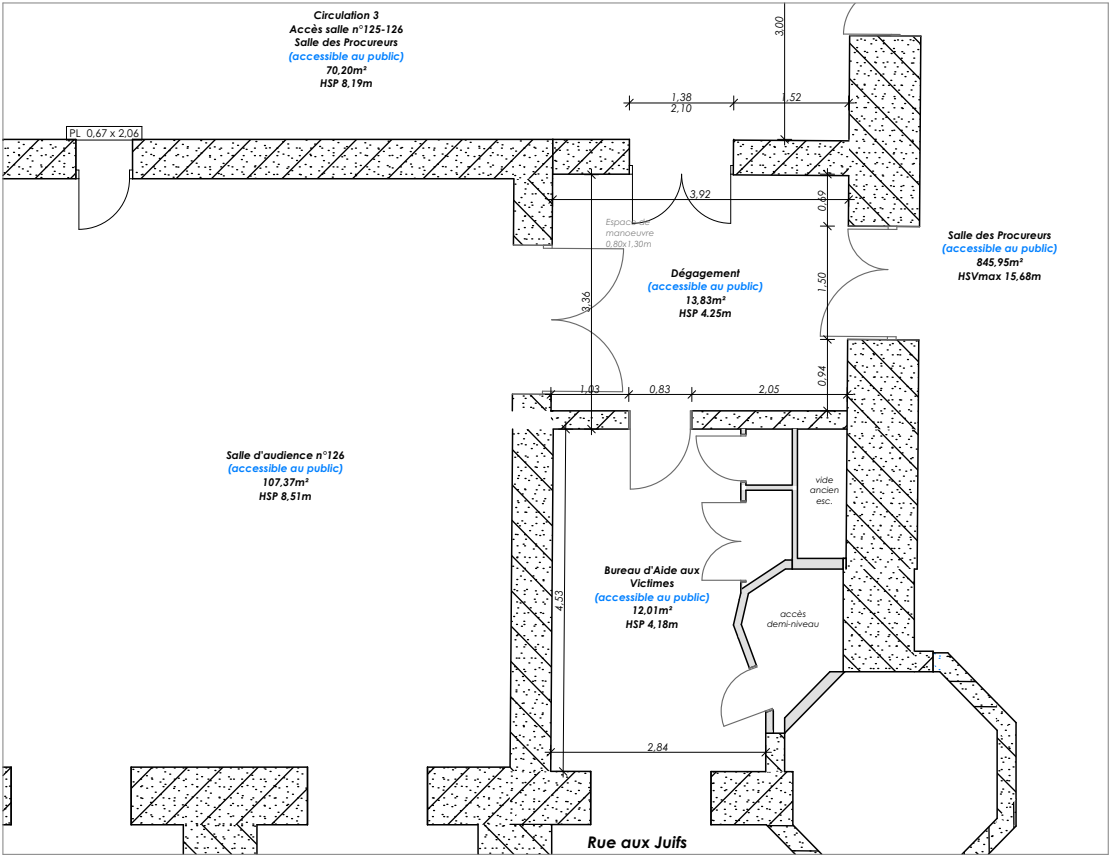 Circulation 3
Accès salle n°125-126
Salle des Procureurs
(accessible au public)
70,20m²
HSP 8,19m
3,00
1,38
2,10
1,52
PL 0,67 x 2,06
3,92
0,69
Espace de
manoeuvre
0,80x1,30m
Salle des Procureurs
(accessible au public)
845,95m²
HSVmax 15,68m
Dégagement
(accessible au public)
13,83m²
HSP 4.25m
3,36
1,50
0,94
1,03
0,83
2,05
Salle d'audience n°126
(accessible au public)
107,37m²
HSP 8,51m
vide
ancien
esc.
Bureau d'Aide aux
Victimes
(accessible au public)
12,01m²
HSP 4,18m
4,53
accès
demi-niveau
2,84
Rue aux Juifs